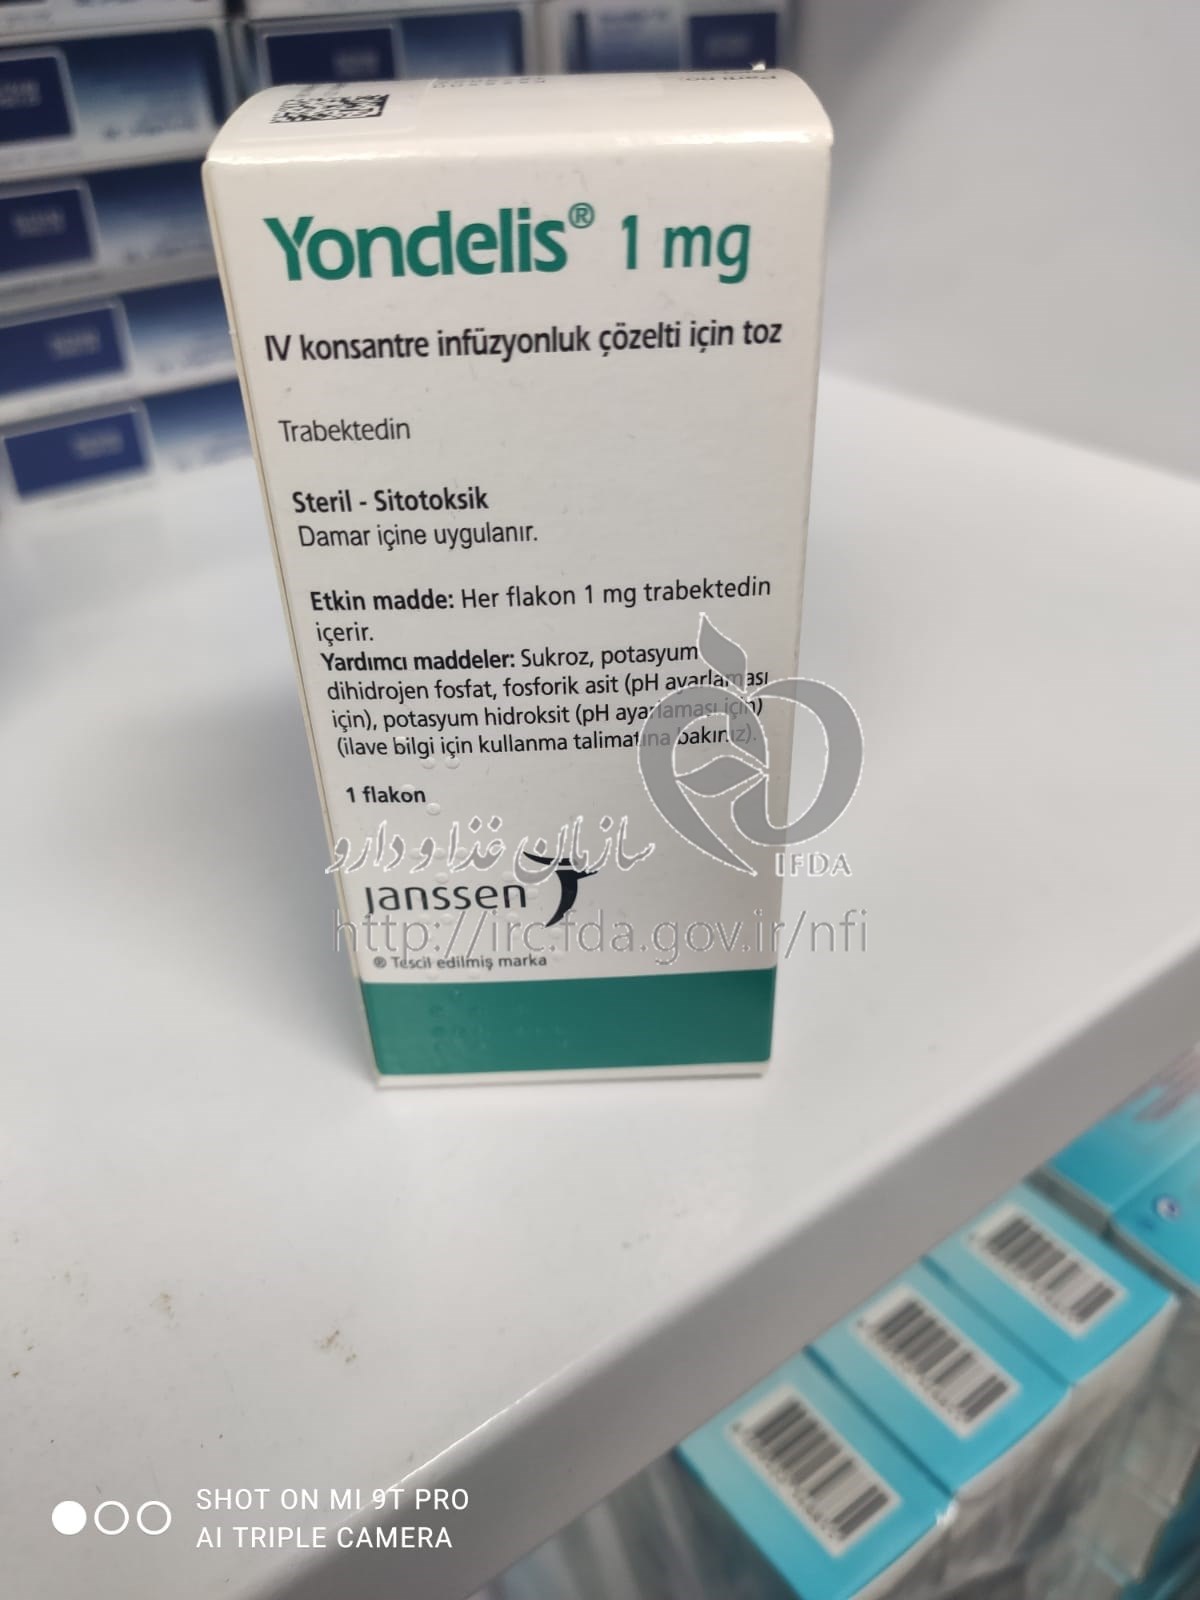 Parti no
Yondelis® 1 mg
IV konsantre infüzyonluk çözelti için toz
Trabektedin
Steril - Sitotoksik
Damar içine uygulanır.
Etkin madde: Her flakon 1 mg trabektedin
içerir.
Yardımcı maddeler: Sukroz, potasyum
dihidrojen fosfat, fosforik asit (pH ayarlaması
için), potasyum hidroksit (pH ayarlaması için)
(ilave bilgi için kullanma talimatına bakınız).
1 flakon
سازمان غذا و دارو
IFDA
janssen
http://irc.fda.gov.ir/nfi
® Tescil edilmiş marka
SHOT ON MI 9T PRO
AI TRIPLE CAMERA